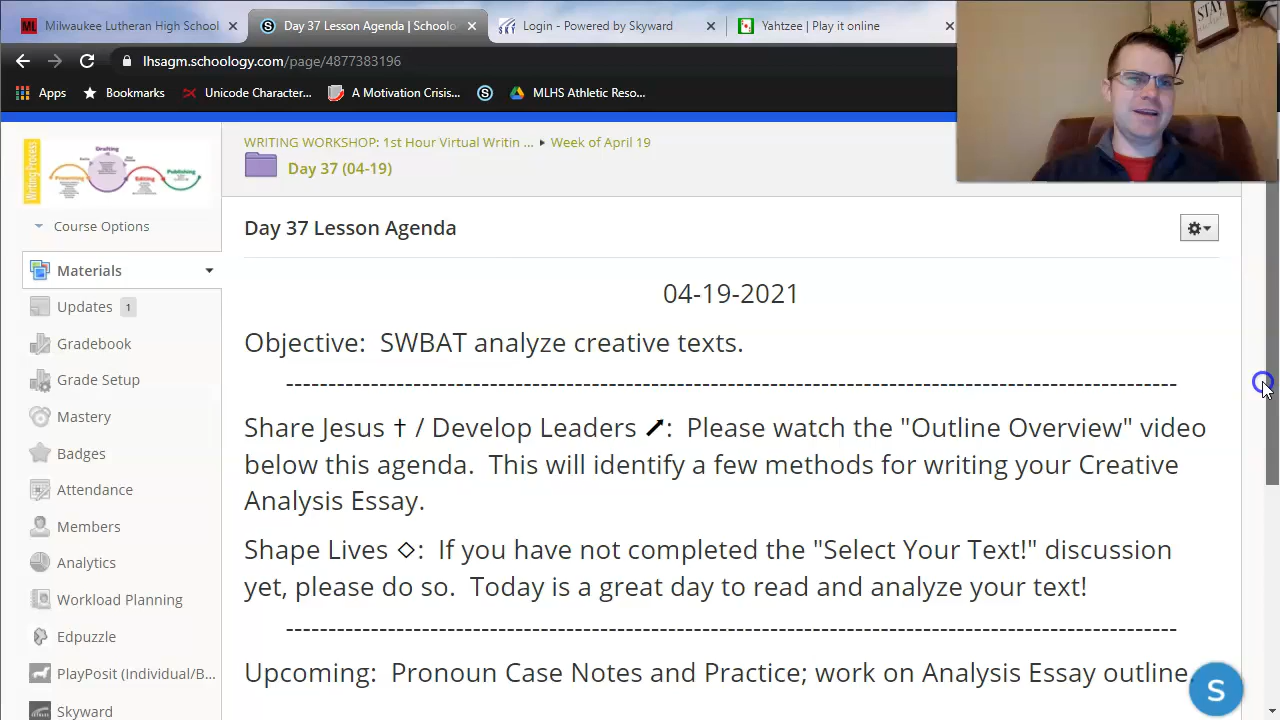 Milwaukee Lutheran High School
Day 37 Lesson Agenda | Schoolo
Login - Powered by Skyward
Yahtzee | Play it online
STAY
lhsagm.schoology.com/page/4877383196
Apps
Bookmarks
Unicode Character...
A Motivation Crisis...
MLHS Athletic Reso...
WRITING WORKSHOP: 1st Hour Virtual Writin ... Week of April 19
Day 37 (04-19)
Writing Process
Drafting
Prewriting
Editing
Publishing
Course Options
Materials
Updates 1
Gradebook
Grade Setup
Mastery
Badges
Attendance
Members
Analytics
Workload Planning
Edpuzzle
PlayPosit (Individual/B...
Skyward
Day 37 Lesson Agenda
04-19-2021
Objective: SWBAT analyze creative texts.
Share Jesus † / Develop Leaders ➚: Please watch the "Outline Overview" video
below this agenda. This will identify a few methods for writing your Creative
Analysis Essay.
Shape Lives ◇: If you have not completed the "Select Your Text!" discussion
yet, please do so. Today is a great day to read and analyze your text!
Upcoming: Pronoun Case Notes and Practice; work on Analysis Essay outline.
S